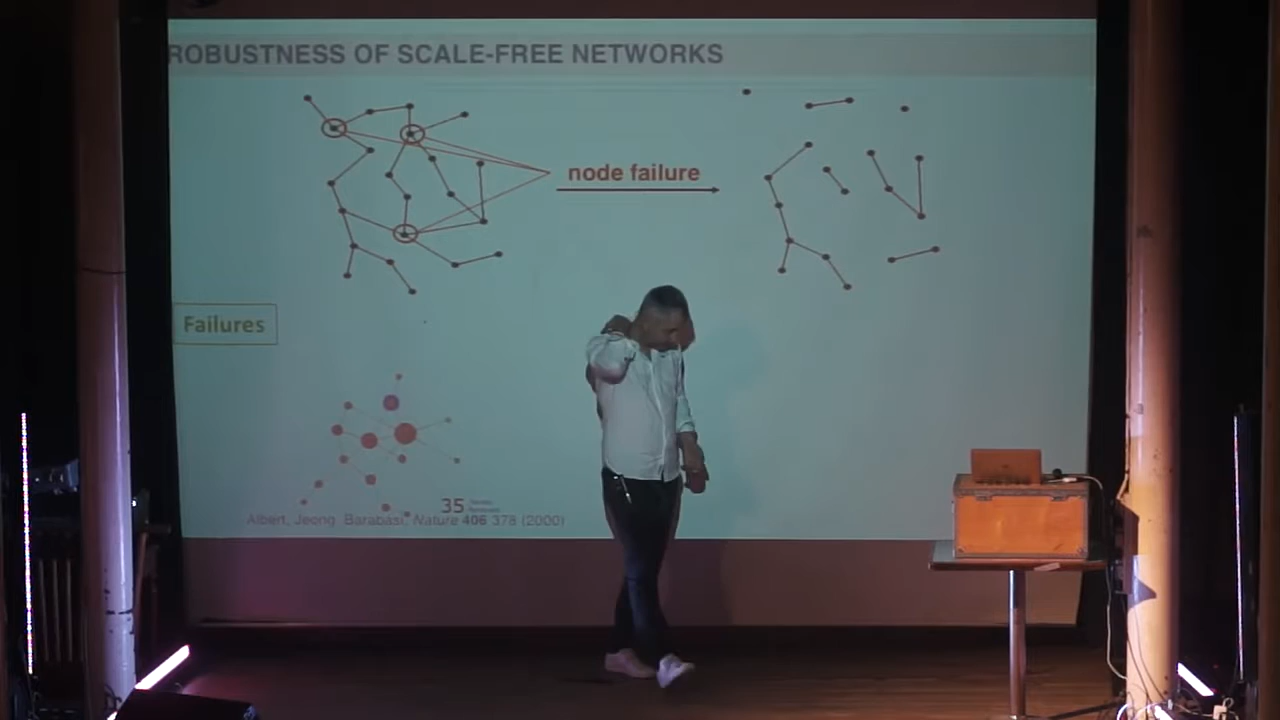 ROBUSTNESS OF SCALE-FREE NETWORKS
node failure
Failures
35
Albert, Jeong, Barabasi, Nature 406 378 (2000)